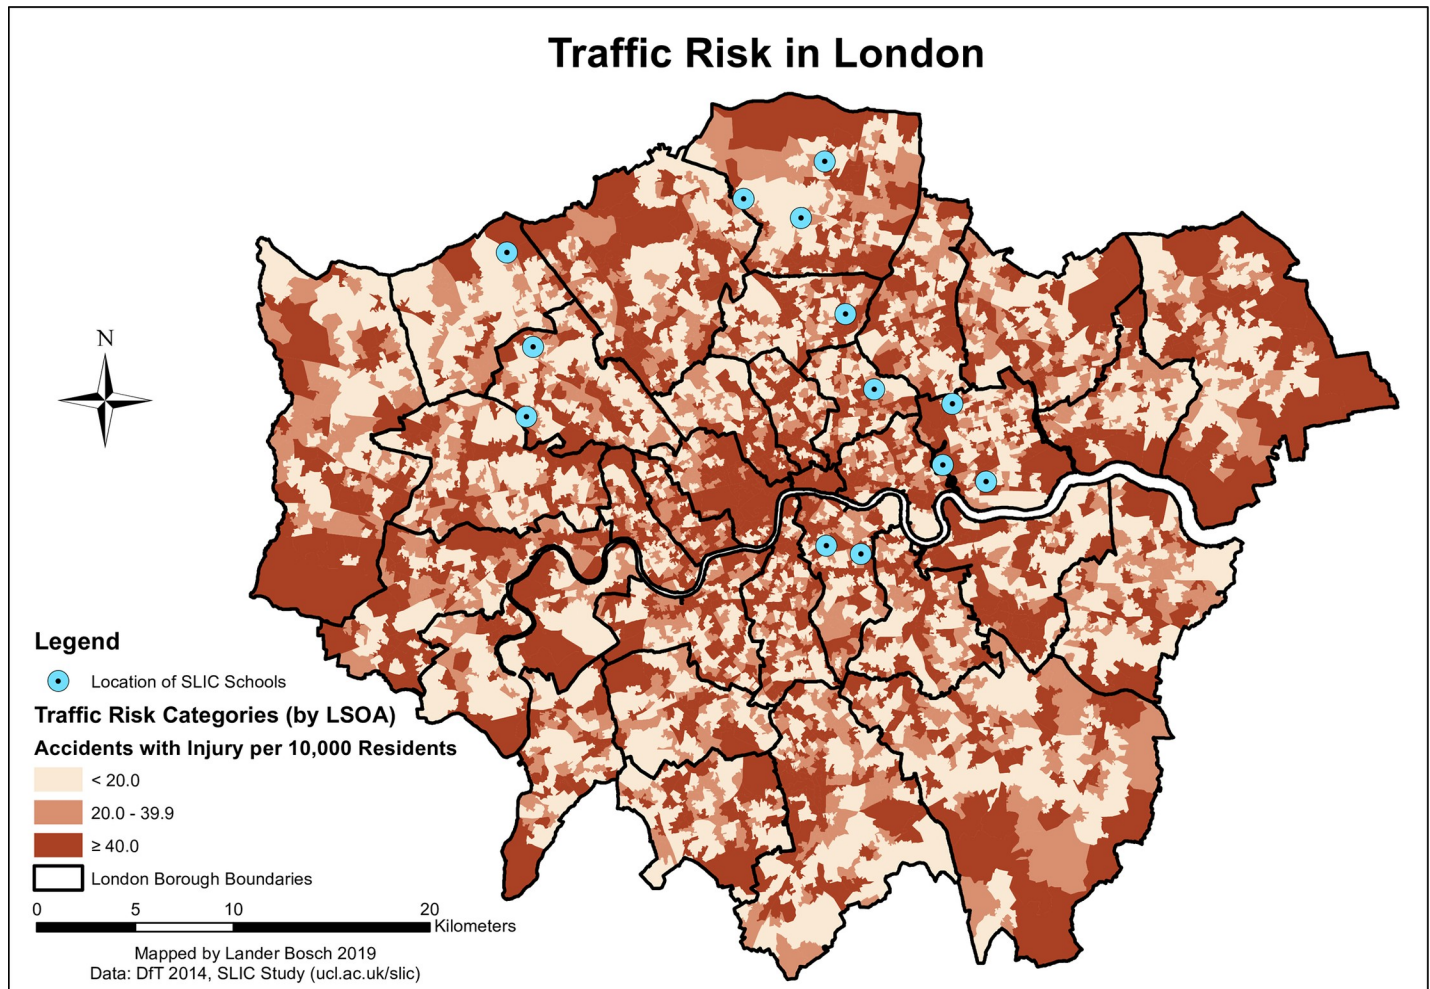 Traffic Risk in London
N
Legend
Location of SLIC Schools
Traffic Risk Categories (by LSOA)
Accidents with Injury per 10,000 Residents
< 20.0
20.0 - 39.9
≥ 40.0
London Borough Boundaries
0 5 10 20
Kilometers
Mapped by Lander Bosch 2019
Data: DfT 2014, SLIC Study (ucl.ac.uk/slic)